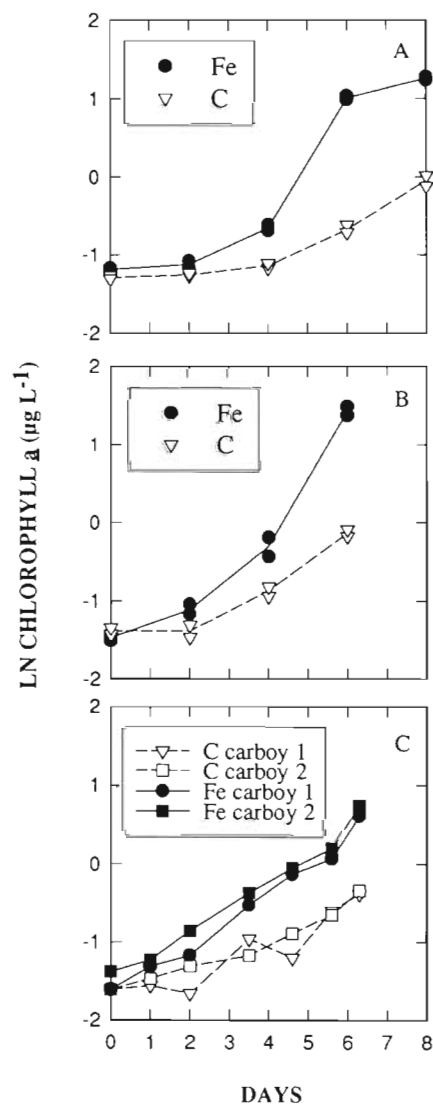 2
A
Fe
C
1
0
-1
-2
2
B
Fe
C
1
0
-1
-2
2
C
C carboy 1
C carboy 2
Fe carboy 1
Fe carboy 2
1
0
-1
-2
0 1 2 3 4 5 6 7 8
DAYS
LN CHLOROPHYLL a (µg L-1)